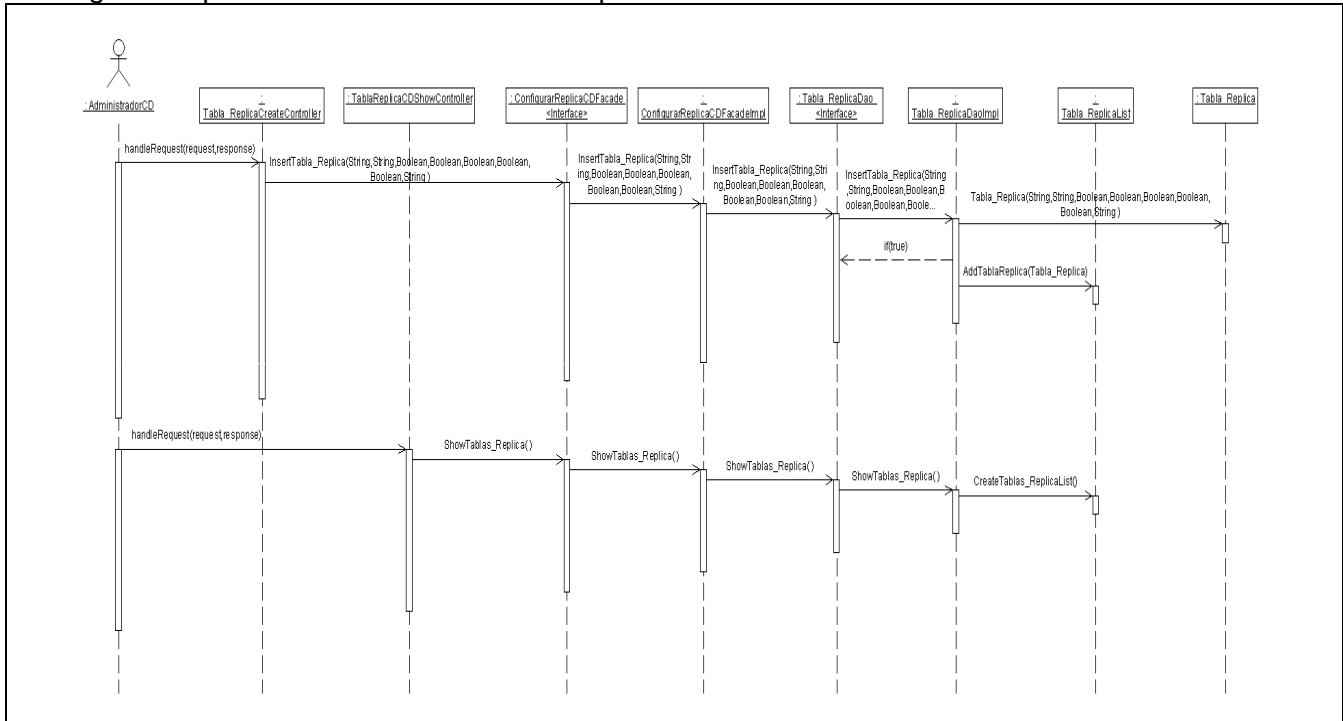 : AdministradorCD
:
Tabla_ReplicaCreateController
: TablaReplicaCDShowController
: ConfigurarReplicaCDFacade
<Interface>
:
ConfigurarReplicaCDFacadeImpl
: Tabla_ReplicaDao
<Interface>
:
Tabla_ReplicaDaoImpl
:
Tabla_ReplicaList
: Tabla_Replica
handleRequest(request,response)
InsertTabla_Replica(String,String,Boolean,Boolean,Boolean,Boolean,
Boolean,String )
InsertTabla_Replica(String,Str
ing,Boolean,Boolean,Boolean,
Boolean,Boolean,String )
InsertTabla_Replica(String,Stri
ng,Boolean,Boolean,Boolean,
Boolean,Boolean,String )
InsertTabla_Replica(String
,String,Boolean,Boolean,B
oolean,Boolean,Boole...
Tabla_Replica(String,String,Boolean,Boolean,Boolean,Boolean,
Boolean,String )
if(true)
AddTablaReplica(Tabla_Replica)
handleRequest(request,response)
ShowTablas_Replica( )
ShowTablas_Replica( )
ShowTablas_Replica( )
ShowTablas_Replica( )
CreateTablas_ReplicaList()